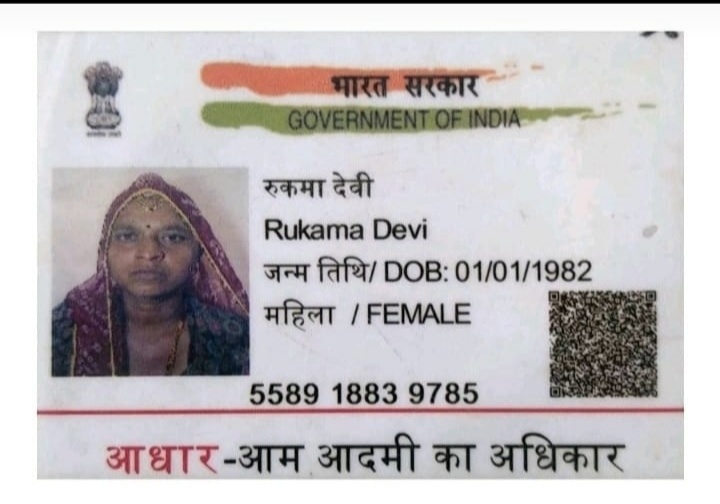 भारत सरकार
GOVERNMENT OF INDIA
रुकमा देवी
Rukama Devi
जन्म तिथि/ DOB: 01/01/1982
महिला / FEMALE
5589 1883 9785
आधार-आम आदमी का अधिकार